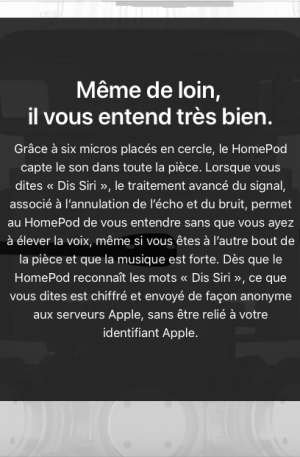 Même de loin,
il vous entend très bien.
Grâce à six micros placés en cercle, le HomePod
capte le son dans toute la pièce. Lorsque vous
dites « Dis Siri », le traitement avancé du signal,
associé à l’annulation de l’écho et du bruit, permet
au HomePod de vous entendre sans que vous ayez
à élever la voix, même si vous êtes à l’autre bout de
la pièce et que la musique est forte. Dès que le
HomePod reconnaît les mots « Dis Siri », ce que
vous dites est chiffré et envoyé de façon anonyme
aux serveurs Apple, sans être relié à votre
identifiant Apple.